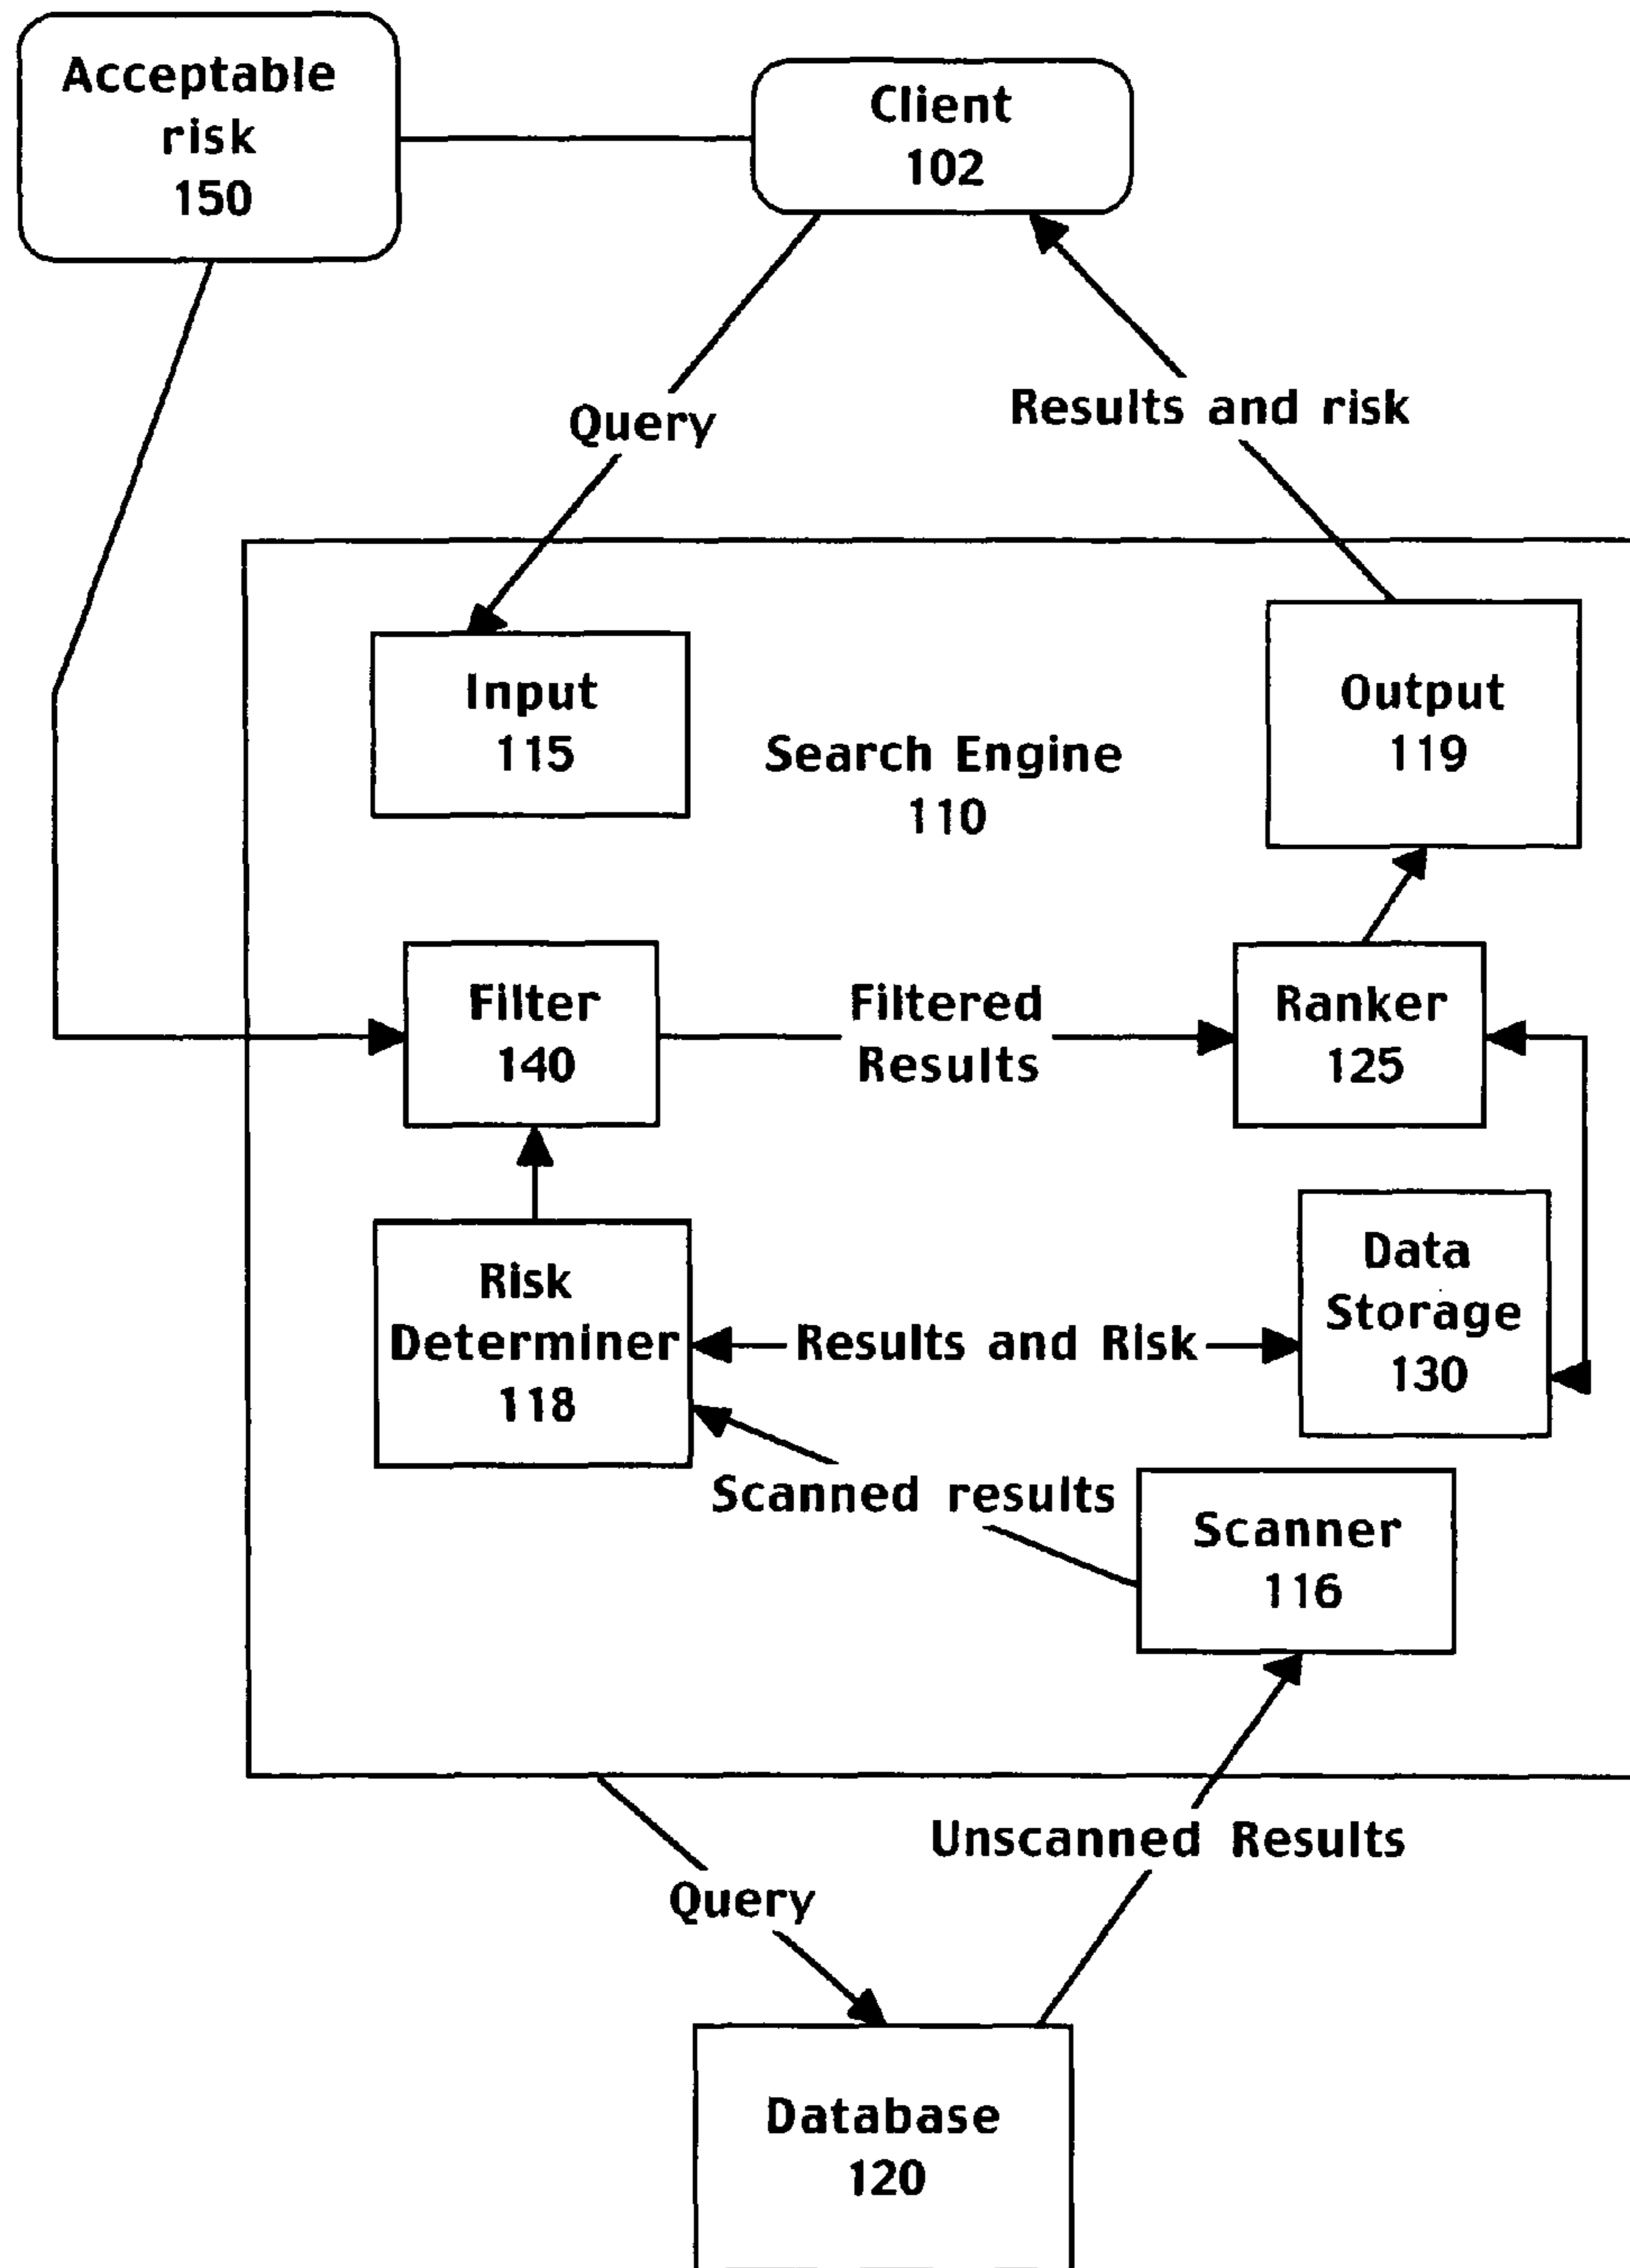 Acceptable
risk
150
Client
102
Query
Results and risk
Input
115
Search Engine
110
Output
119
Filter
140
Filtered
Results
Ranker
125
Risk
Determiner
118
Results and Risk
Data
Storage
130
Scanned results
Scanner
116
Unscanned Results
Query
Database
120